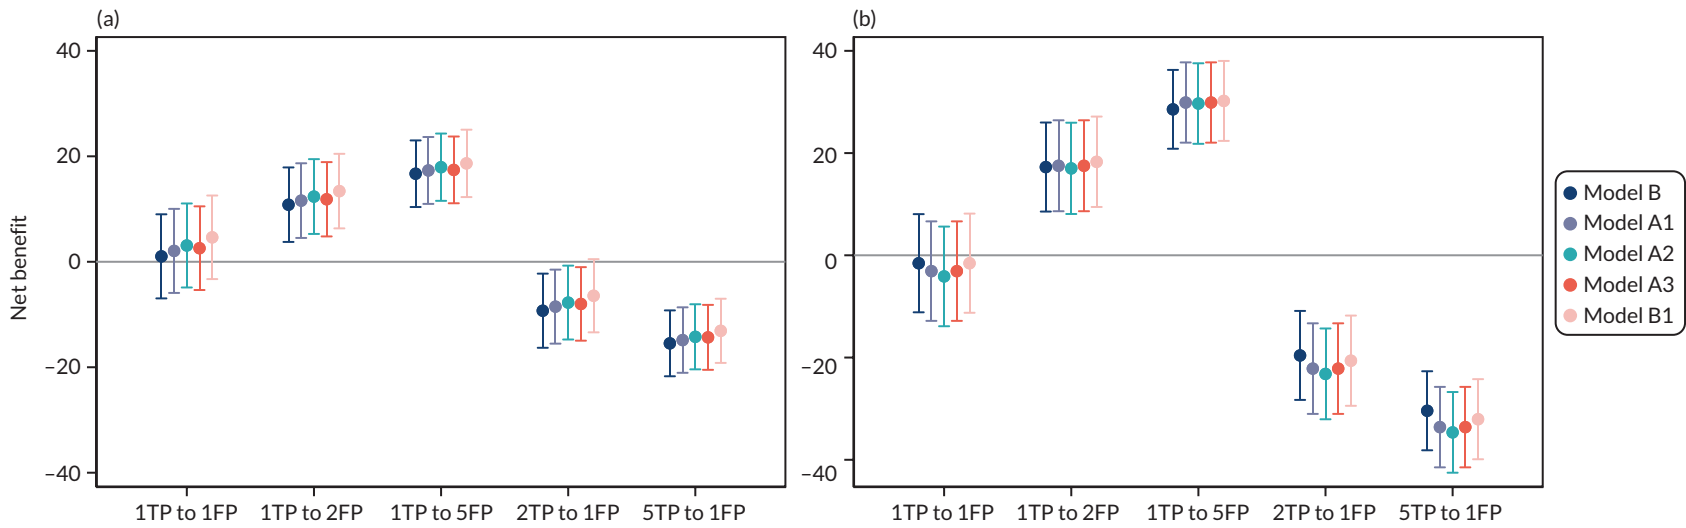 (a)
Net benefit
40
20
0
–20
–40
1TP to 1FP 1TP to 2FP 1TP to 5FP 2TP to 1FP 5TP to 1FP
(b)
40
20
0
–20
–40
1TP to 1FP 1TP to 2FP 1TP to 5FP 2TP to 1FP 5TP to 1FP
Model B
Model A1
Model A2
Model A3
Model B1